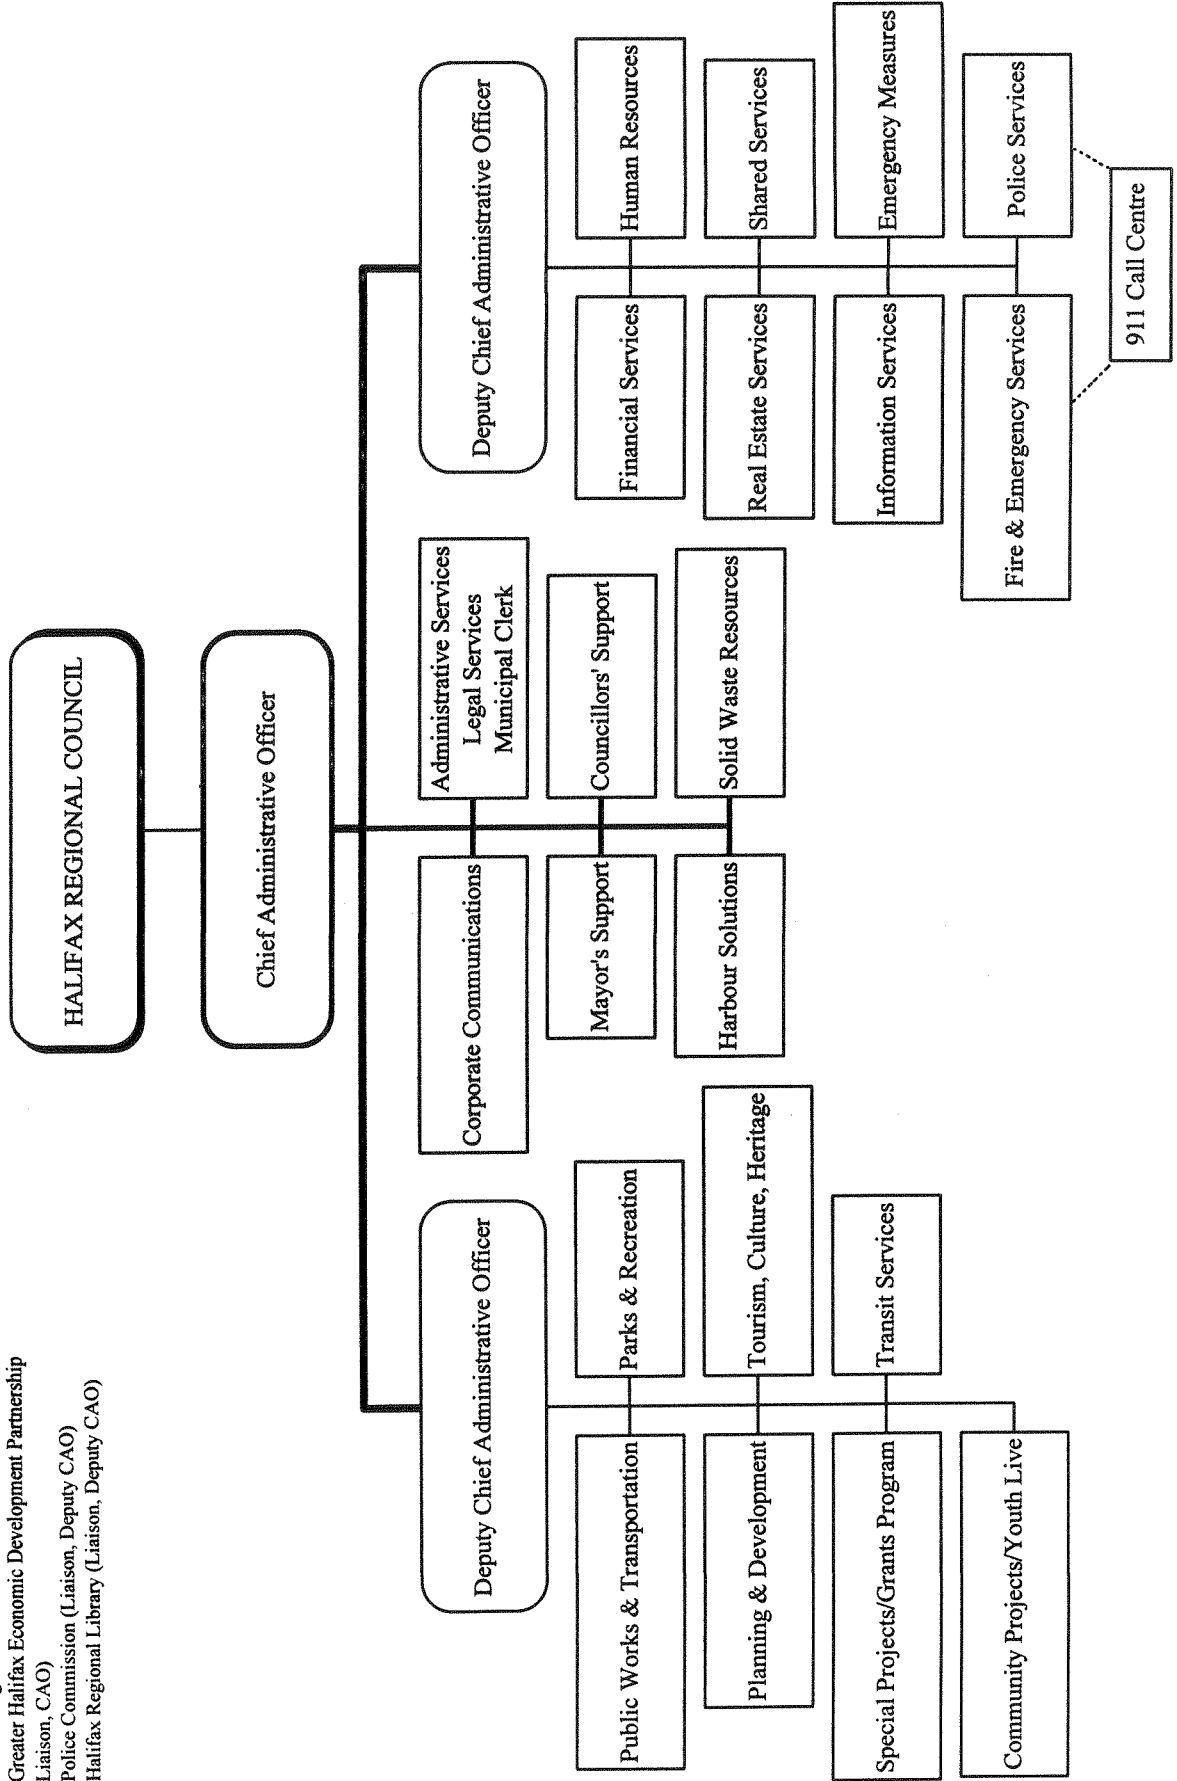 Greater Halifax Economic Development Partnership
Liaison, CAO)
Police Commission (Liaison, Deputy CAO)
Halifax Regional Library (Liaison, Deputy CAO)
HALIFAX REGIONAL COUNCIL
Chief Administrative Officer
Deputy Chief Administrative Officer
Public Works & Transportation
Parks & Recreation
Planning & Development
Tourism, Culture, Heritage
Special Projects/Grants Program
Transit Services
Community Projects/Youth Live
Corporate Communications
Administrative Services
Legal Services
Municipal Clerk
Mayor's Support
Councillors' Support
Harbour Solutions
Solid Waste Resources
Deputy Chief Administrative Officer
Financial Services
Human Resources
Real Estate Services
Shared Services
Information Services
Emergency Measures
Fire & Emergency Services
Police Services
911 Call Centre